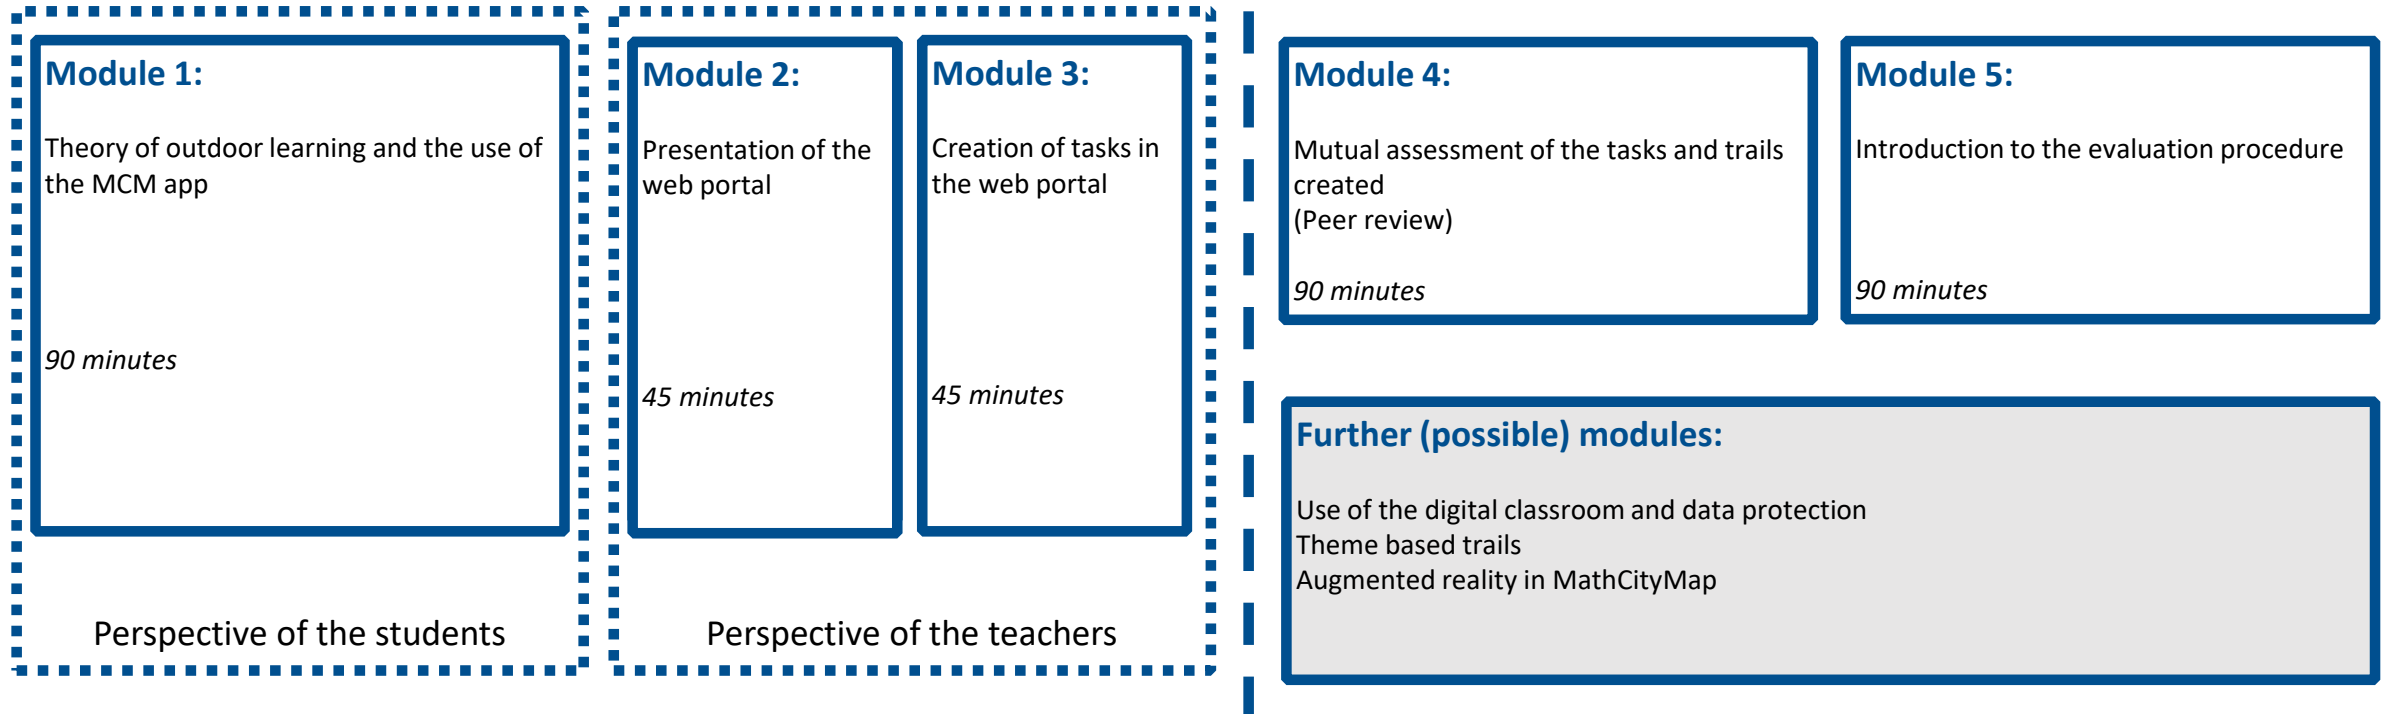 Module 1:
Theory of outdoor learning and the use of
the MCM app
90 minutes
Perspective of the students
Module 2:
Presentation of the
web portal
45 minutes
Module 3:
Creation of tasks in
the web portal
45 minutes
Perspective of the teachers
Module 4:
Mutual assessment of the tasks and trails
created
(Peer review)
90 minutes
Module 5:
Introduction to the evaluation procedure
90 minutes
Further (possible) modules:
Use of the digital classroom and data protection
Theme based trails
Augmented reality in MathCityMap